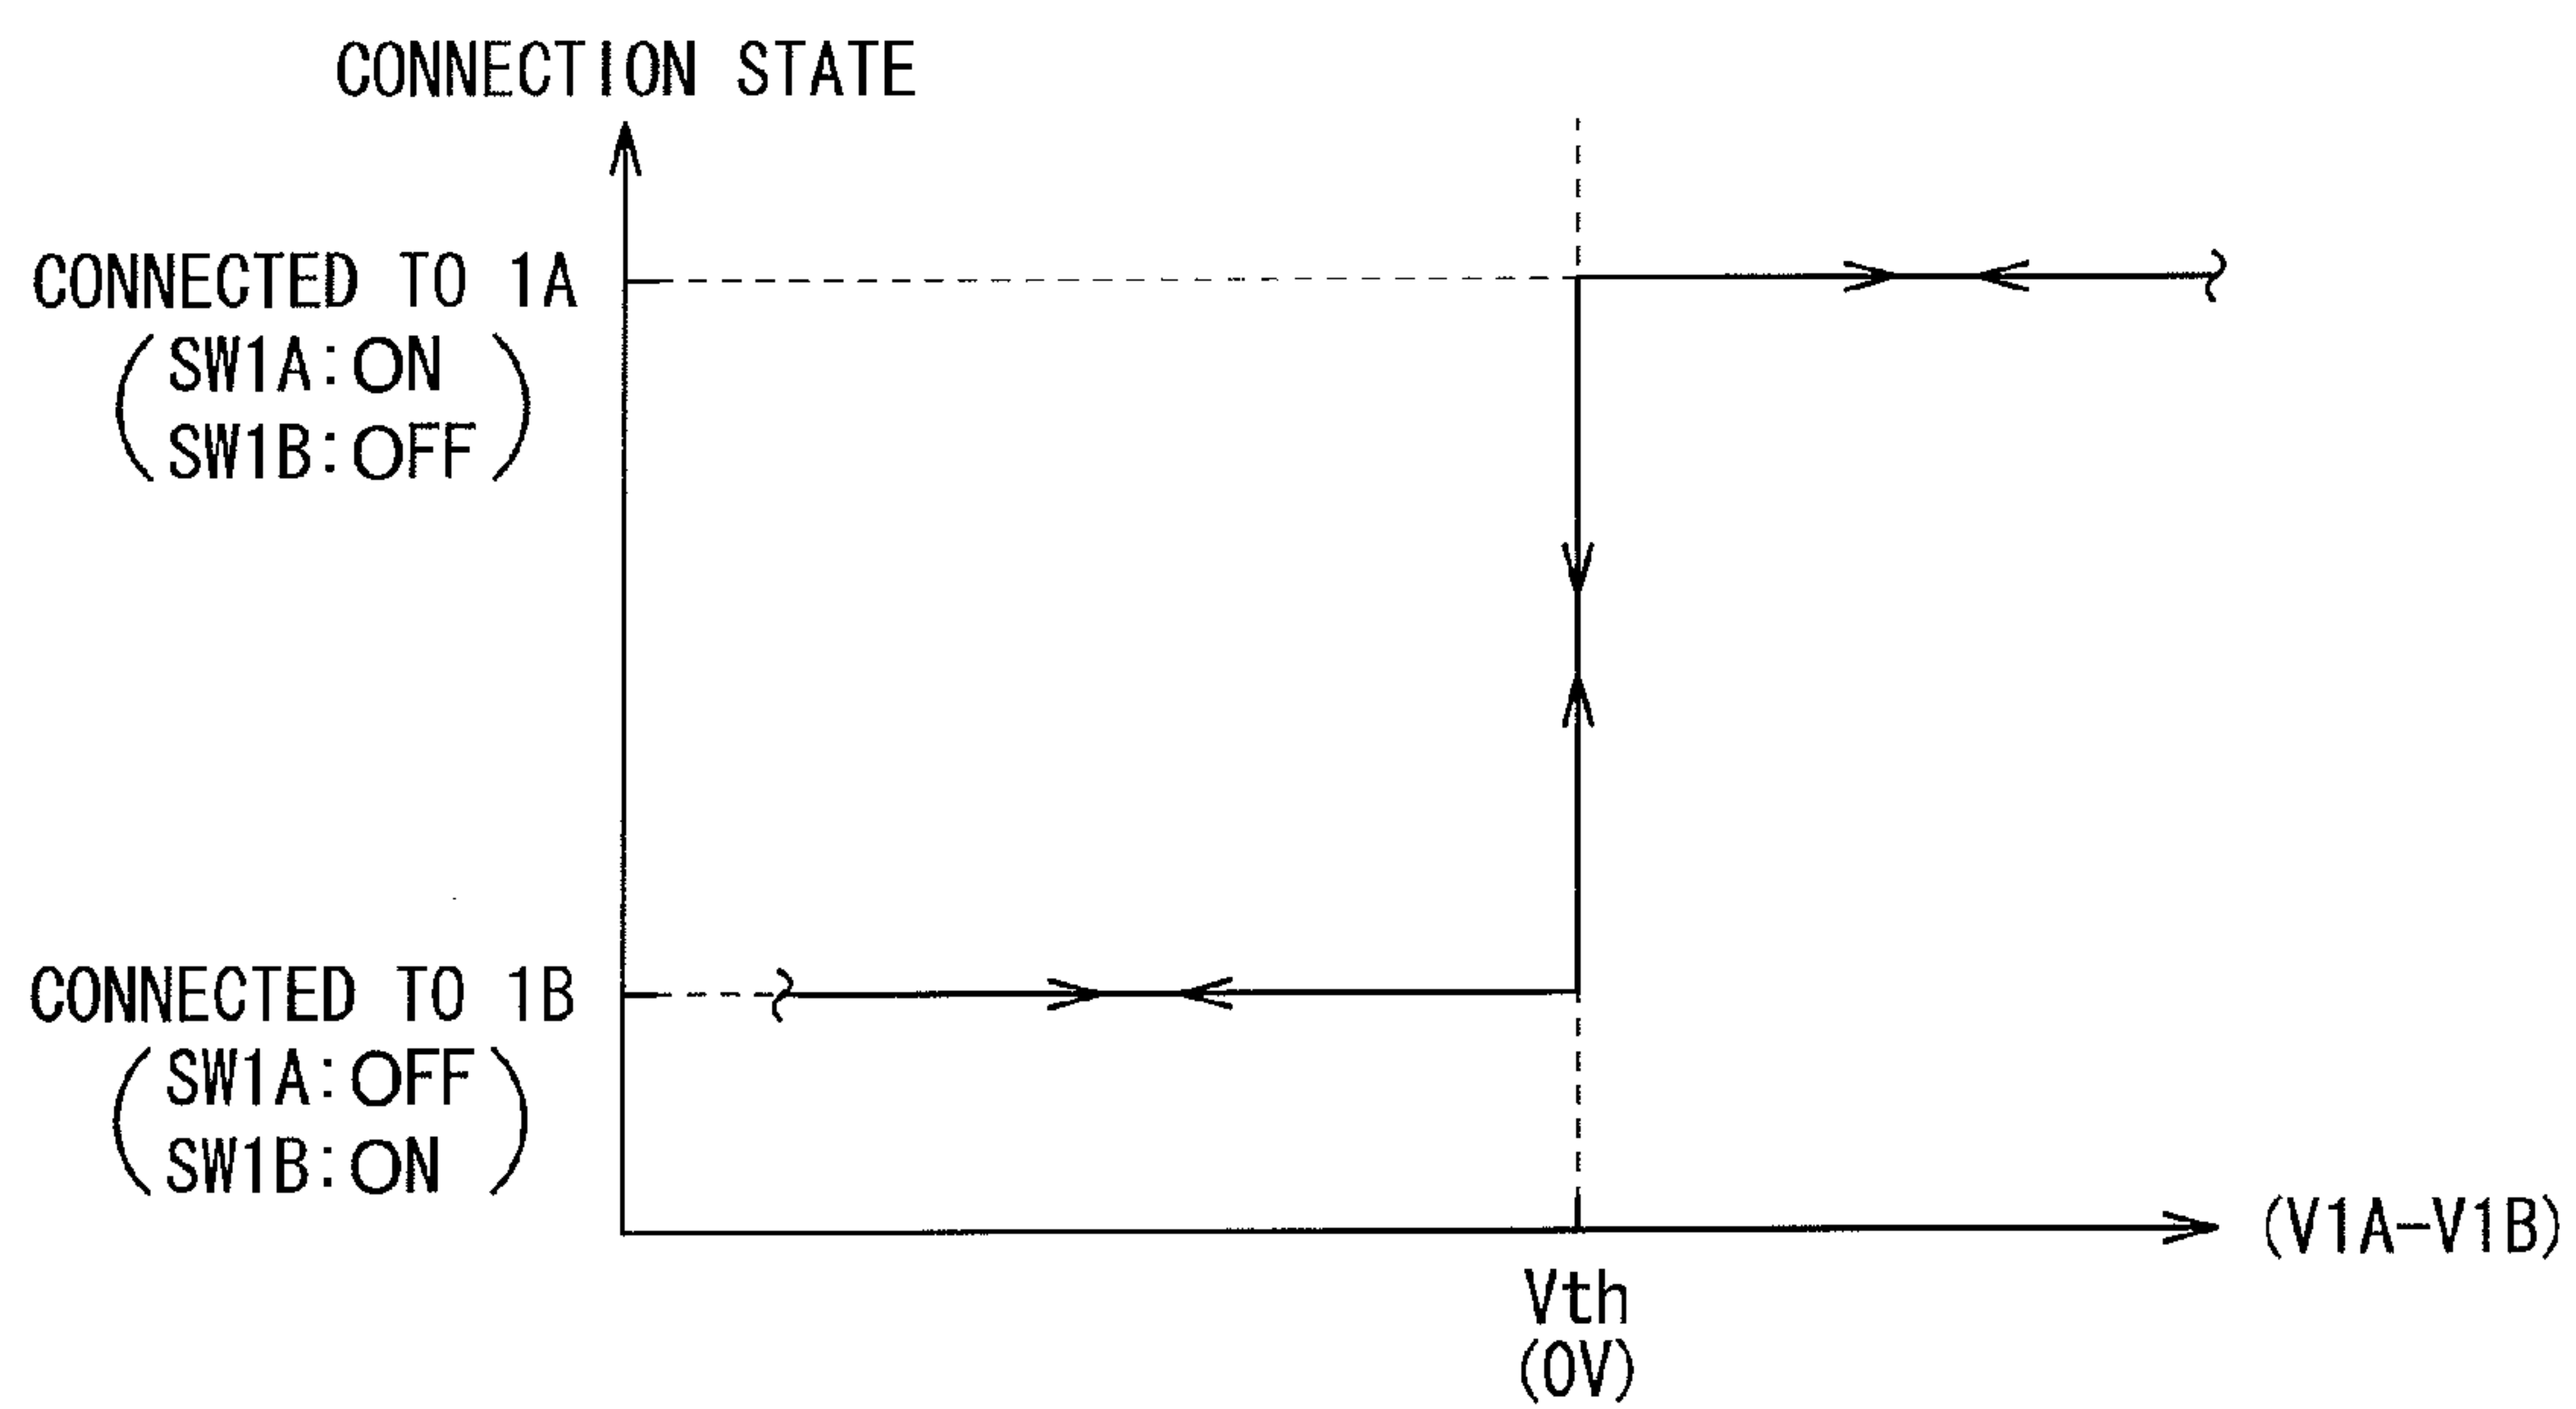 CONNECTION STATE
CONNECTED TO 1A
(SW1A:ON
SW1B:OFF)
CONNECTED TO 1B
(SW1A:OFF
SW1B:ON)
(V1A-V1B)
Vth
(0V)